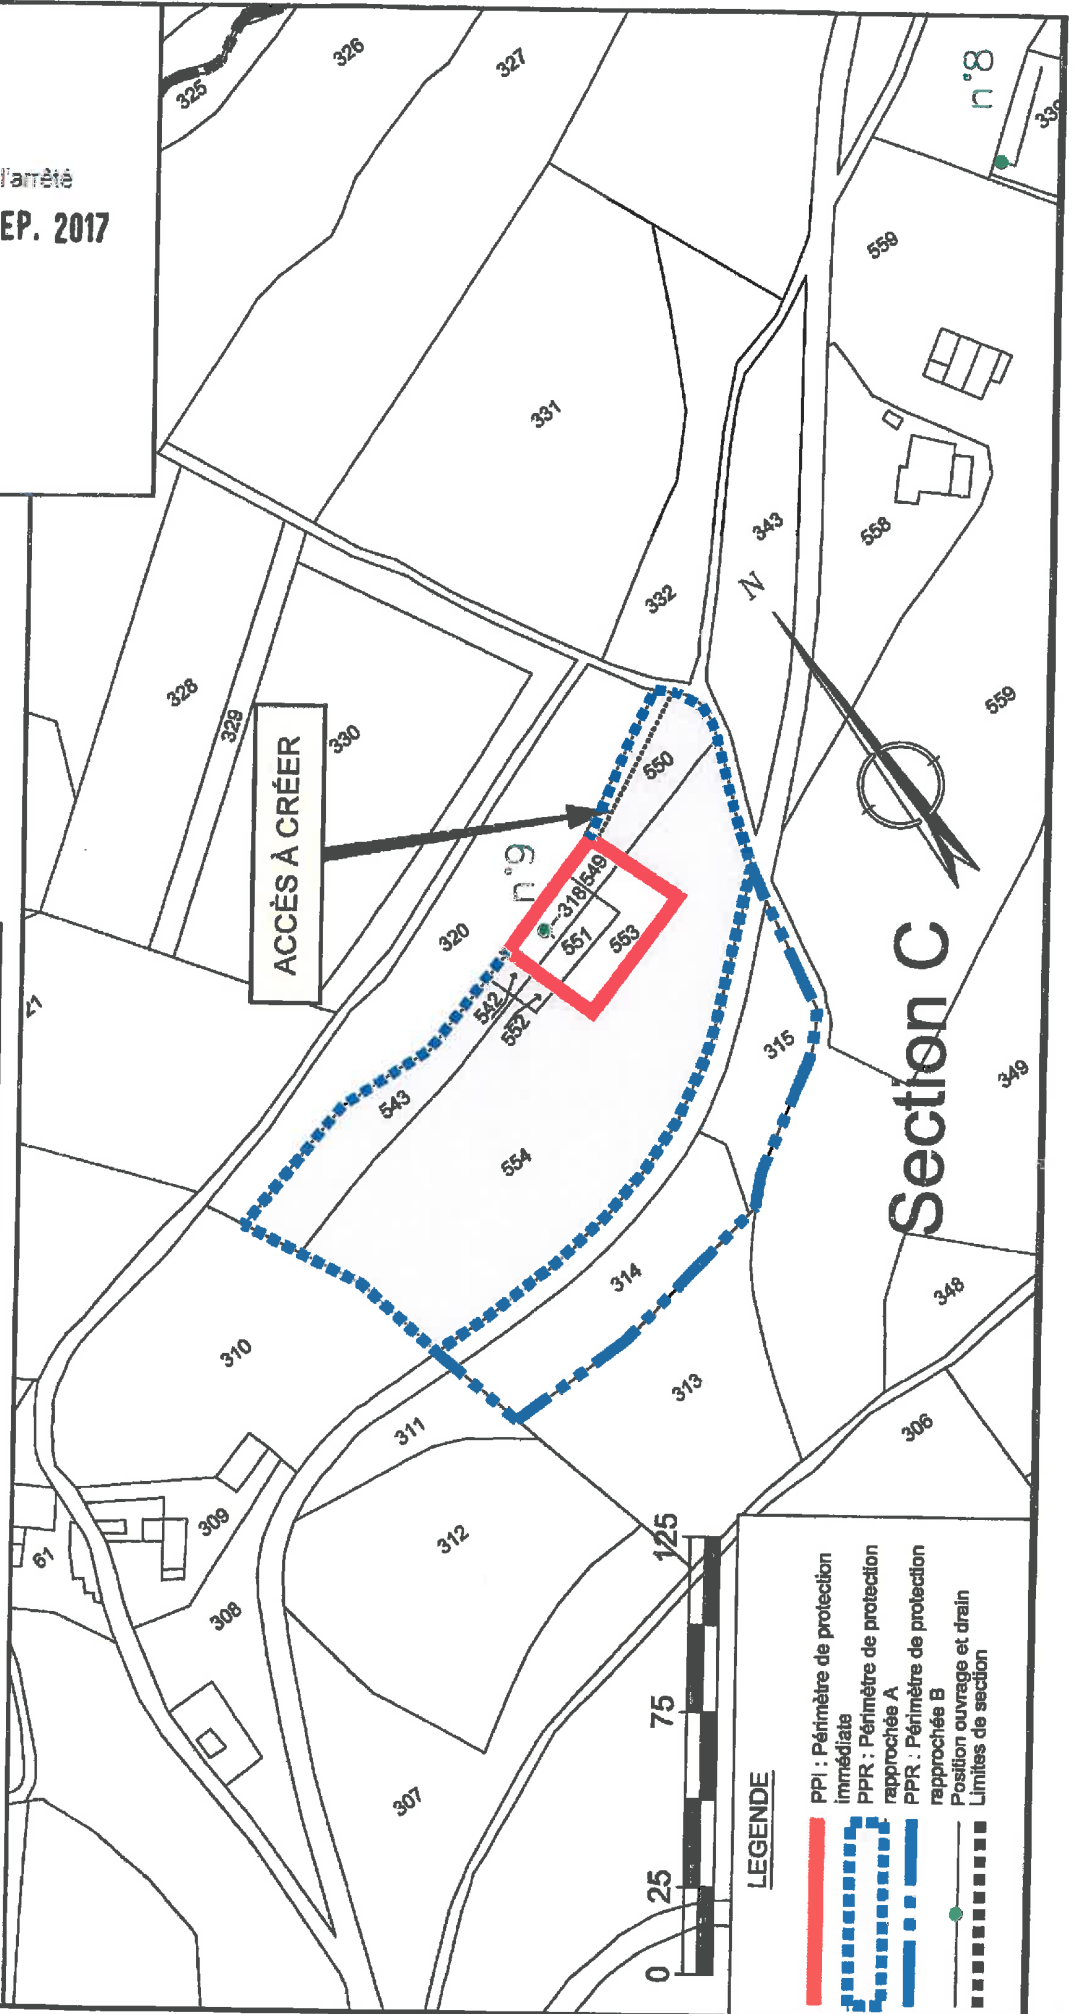 l'arrêté
EP. 2017
325
326
327
n°8
559
331
343
558
332
N
328
329
330
559
ACCÈS À CRÉER
550
n°9
549
318
551
553
320
542
552
315
543
349
554
Section C
314
348
310
313
311
306
309
61
312
308
307
0 25 75 125
LEGENDE
PPI : Périmètre de protection
immédiate
PPR : Périmètre de protection
rapprochée A
PPR : Périmètre de protection
rapprochée B
Position ouvrage et drain
Limites de section